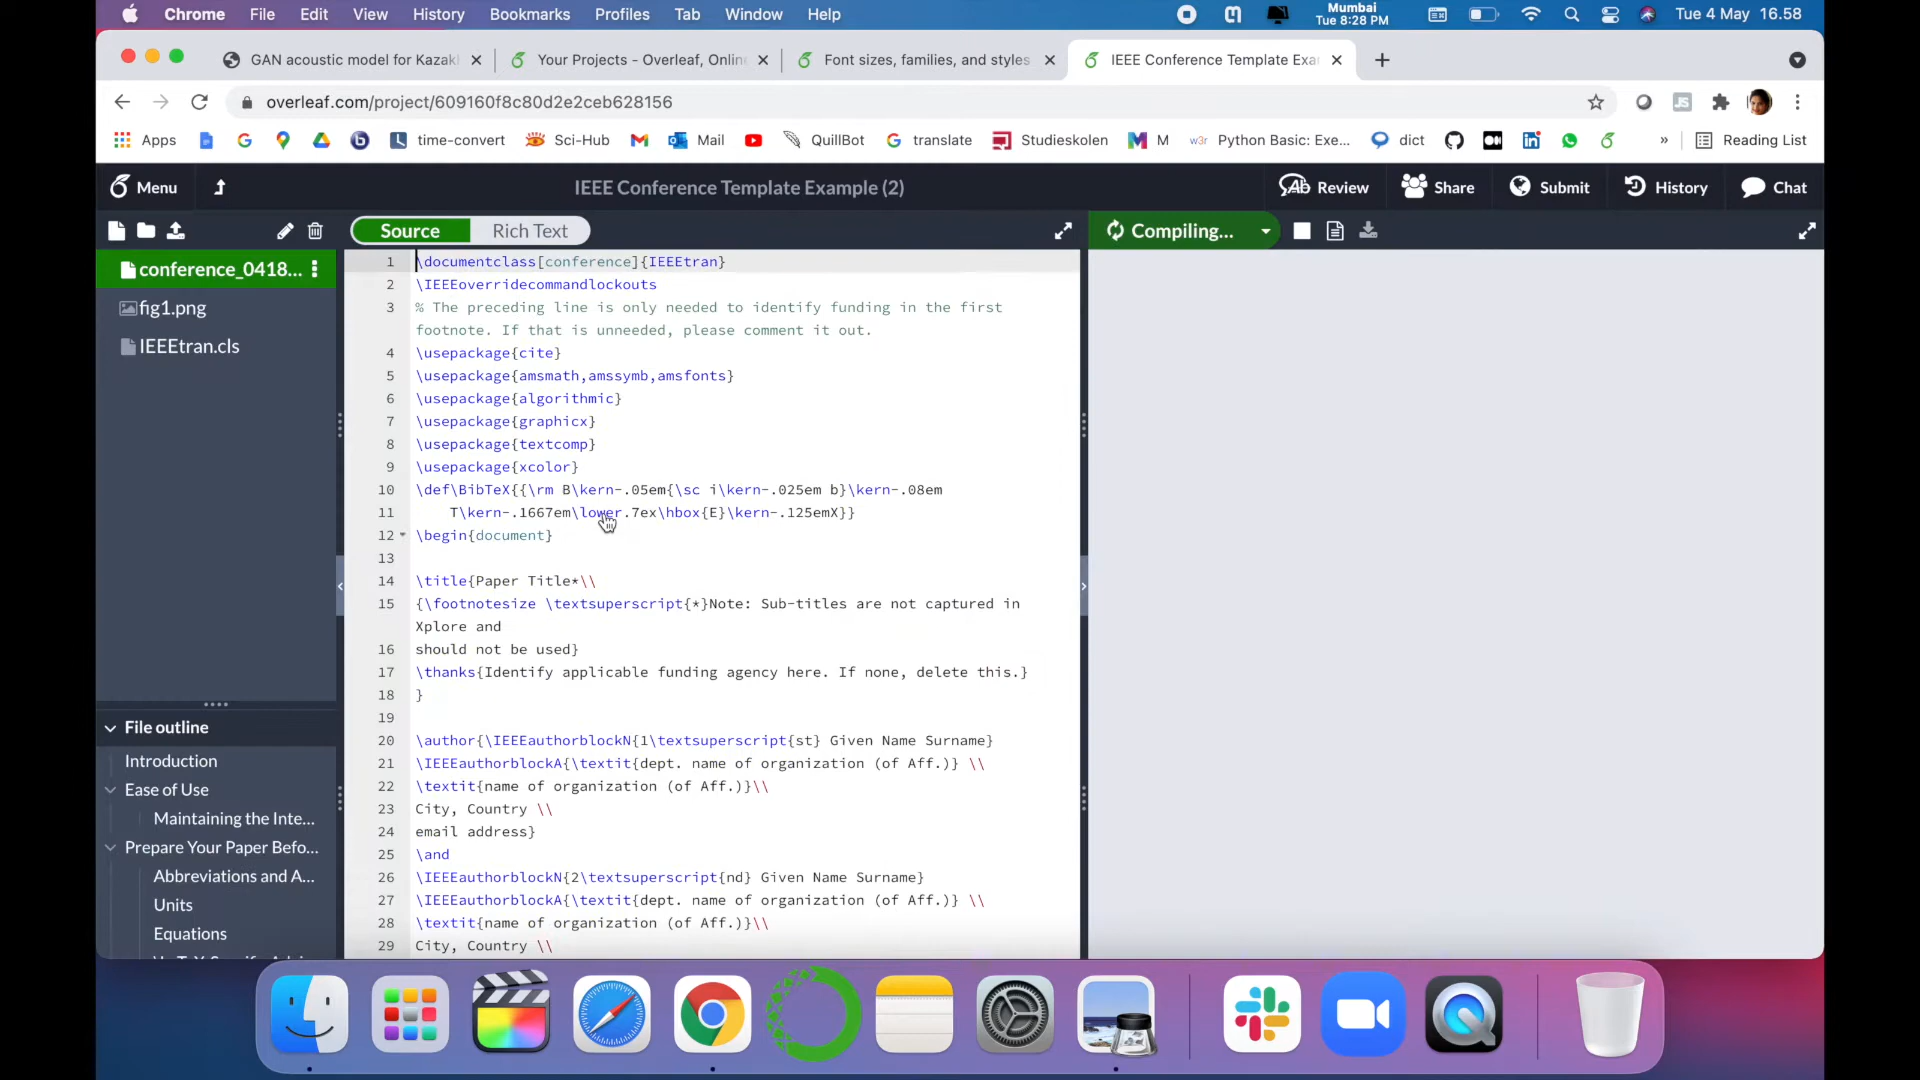 Chrome File Edit View History Bookmarks Profiles Tab Window Help
Mumbai
Tue 8:28 PM
Tue 4 May 16.58
GAN acoustic model for Kazak
Your Projects - Overleaf, Onlin
Font sizes, families, and styles
IEEE Conference Template Exa
overleaf.com/project/609160f8c80d2e2ceb628156
Apps time-convert Sci-Hub Mail QuillBot translate Studieskolen M Python Basic: Exe... dict » Reading List
Menu
IEEE Conference Template Example (2)
Review Share Submit History Chat
Source Rich Text
Compiling...
conference_0418...
fig1.png
IEEEtran.cls
File outline
Introduction
Ease of Use
Maintaining the Inte...
Prepare Your Paper Befo...
Abbreviations and A...
Units
Equations
1 \documentclass[conference]{IEEEtran}
2 \IEEEoverridecommandlockouts
3 % The preceding line is only needed to identify funding in the first
footnote. If that is unneeded, please comment it out.
4 \usepackage{cite}
5 \usepackage{amsmath,amssymb,amsfonts}
6 \usepackage{algorithmic}
7 \usepackage{graphicx}
8 \usepackage{textcomp}
9 \usepackage{xcolor}
10 \def\BibTeX{{\rm B\kern-.05em{\sc i\kern-.025em b}\kern-.08em
11 T\kern-.1667em\lower.7ex\hbox{E}\kern-.125emX}}
12 \begin{document}
13
14 \title{Paper Title*\\
15 {\footnotesize \textsuperscript{*}Note: Sub-titles are not captured in
Xplore and
16 should not be used}
17 \thanks{Identify applicable funding agency here. If none, delete this.}
18 }
19
20 \author{\IEEEauthorblockN{1\textsuperscript{st} Given Name Surname}
21 \IEEEauthorblockA{\textit{dept. name of organization (of Aff.)} \\
22 \textit{name of organization (of Aff.)}\\
23 City, Country \\
24 email address}
25 \and
26 \IEEEauthorblockN{2\textsuperscript{nd} Given Name Surname}
27 \IEEEauthorblockA{\textit{dept. name of organization (of Aff.)} \\
28 \textit{name of organization (of Aff.)}\\
29 City, Country \\